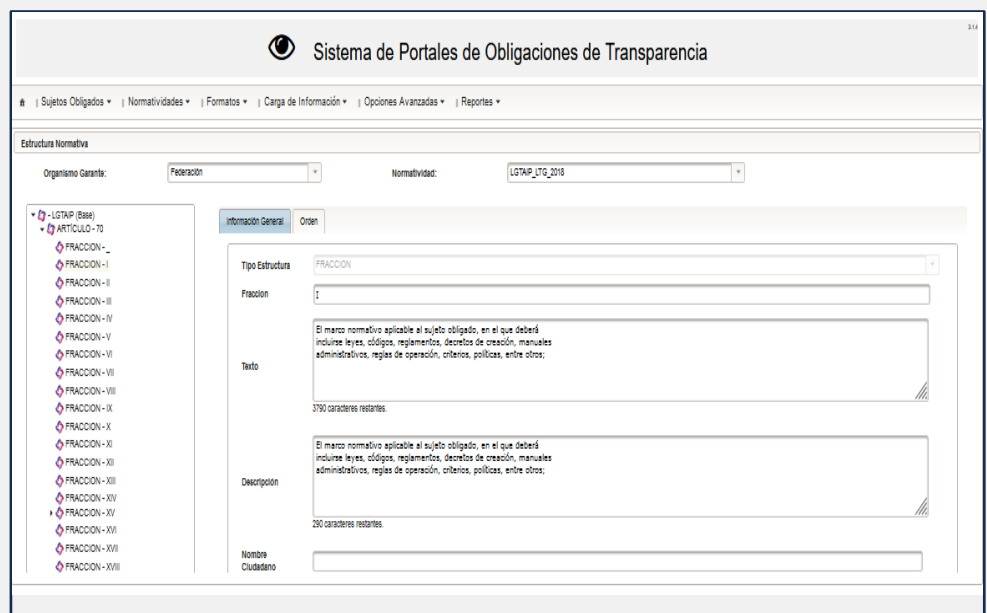 3.1.6
Sistema de Portales de Obligaciones de Transparencia
Sujetos Obligados
Normatividades
Formatos
Carga de Información
Opciones Avanzadas
Reportes
Estructura Normativa
Organismo Garante:
Federación
Normatividad:
LGTAIP_LTG_2018
- LGTAIP (Base)
ARTÍCULO - 70
FRACCION - _
FRACCION - I
FRACCION - II
FRACCION - III
FRACCION - IV
FRACCION - V
FRACCION - VI
FRACCION - VII
FRACCION - VIII
FRACCION - IX
FRACCION - X
FRACCION - XI
FRACCION - XII
FRACCION - XIII
FRACCION - XIV
FRACCION - XV
FRACCION - XVI
FRACCION - XVII
FRACCION - XVIII
Información General
Orden
Tipo Estructura
FRACCION
Fraccion
I
Texto
El marco normativo aplicable al sujeto obligado, en el que deberá
incluirse leyes, códigos, reglamentos, decretos de creación, manuales
administrativos, reglas de operación, criterios, políticas, entre otros;
3790 caracteres restantes.
Descripción
El marco normativo aplicable al sujeto obligado, en el que deberá
incluirse leyes, códigos, reglamentos, decretos de creación, manuales
administrativos, reglas de operación, criterios, políticas, entre otros;
290 caracteres restantes.
Nombre
Ciudadano